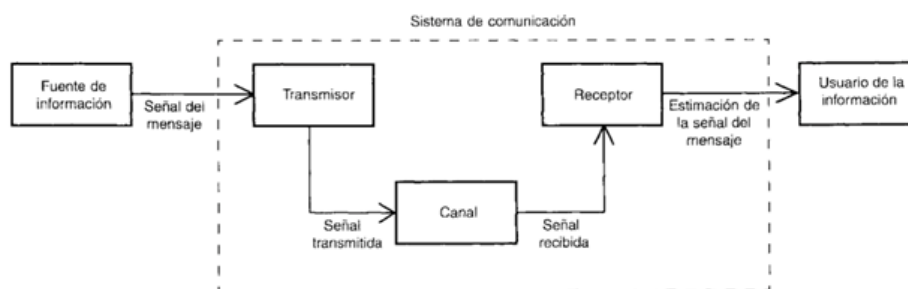 Sistema de comunicación
Fuente de
información
Señal del
mensaje
Transmisor
Receptor
Estimación de
la señal del
mensaje
Usuario de la
información
Señal
transmitida
Canal
Señal
recibida